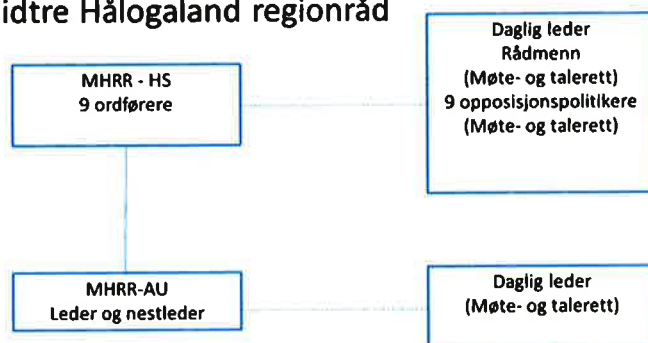 idtre Hålogaland regionråd
MHRR - HS
9 ordførere
Daglig leder
Rådmenn
(Møte- og talerett)
9 opposisjonspolitikere
(Møte- og talerett)
MHRR-AU
Leder og nestleder
Daglig leder
(Møte- og talerett)